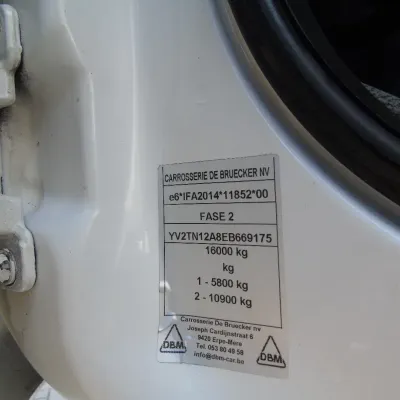 CARROSSERIE DE BRUECKER NV
e6*IFA2014*11852*00
FASE 2
YV2TN12A8EB669175
16000 kg
kg
1 - 5800 kg
2 - 10900 kg
Carrosserie De Bruecker nv
Joseph Cardijnstraat 6
9420 Erpe-Mere
Tel. 053 80 49 58
info@dbm-car.be
DBM
DBM